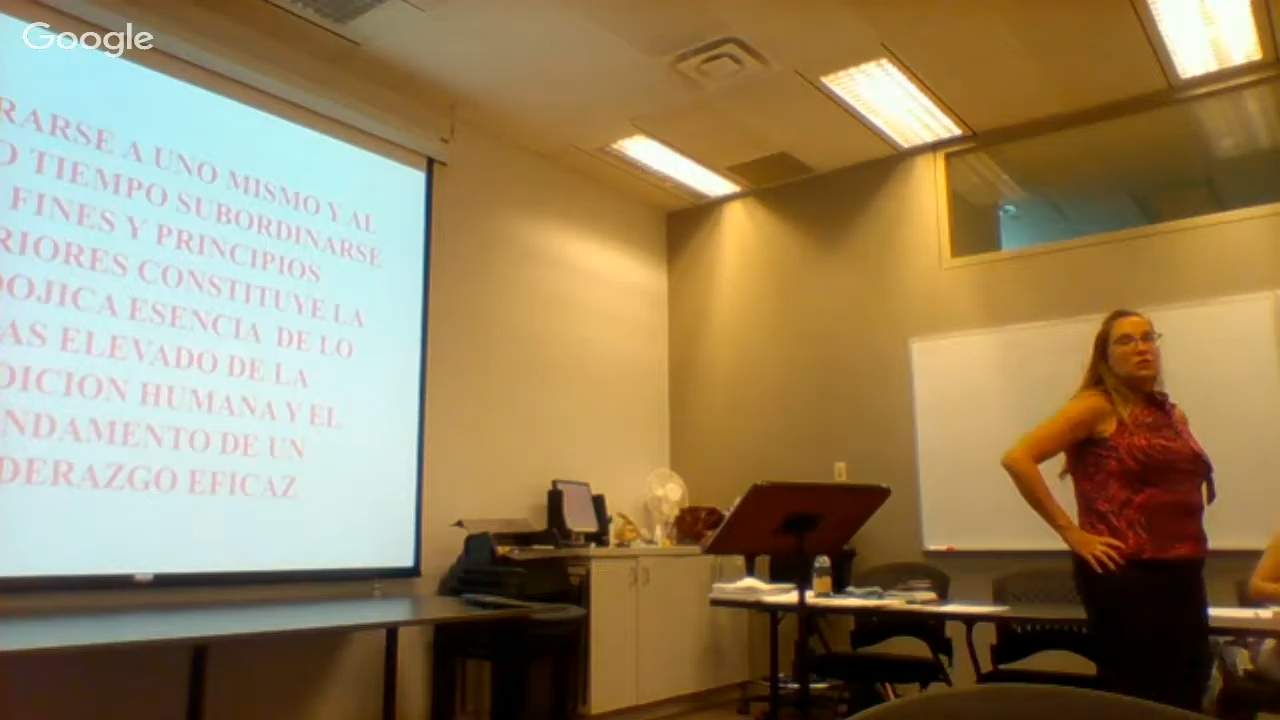 Google
RARSE A UNO MISMO Y AL
O TIEMPO SUBORDINARSE
FINES Y PRINCIPIOS
RIORES CONSTITUYE LA
DOJICA ESENCIA DE LO
AS ELEVADO DE LA
DICION HUMANA Y EL
NDAMENTO DE UN
DERAZGO EFICAZ